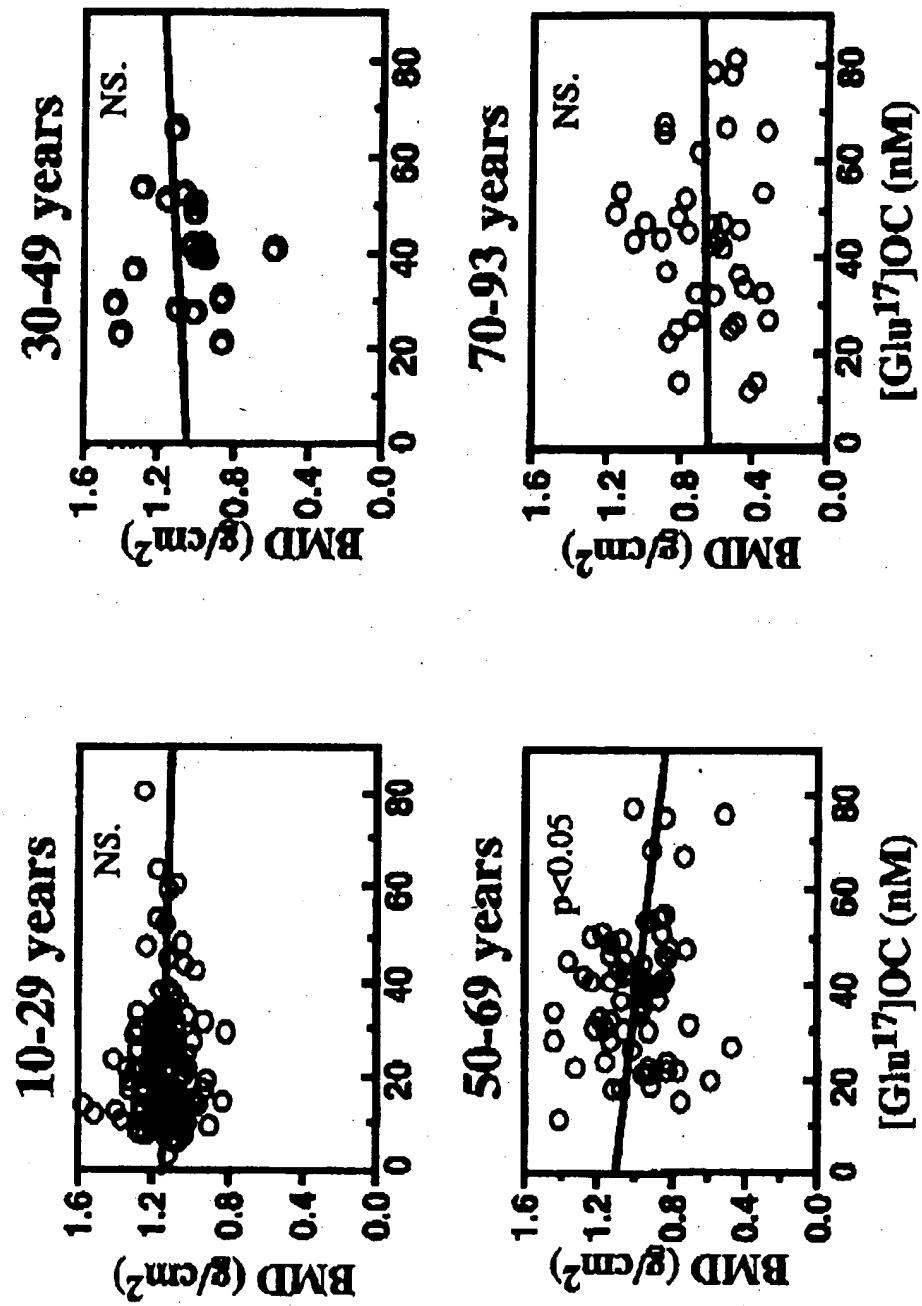 10-29 years
BMD (g/cm²)
1.6
1.2
0.8
0.4
0.0
NS.
0 20 40 60 80
30-49 years
BMD (g/cm²)
1.6
1.2
0.8
0.4
0.0
NS.
0 20 40 60 80
50-69 years
BMD (g/cm²)
1.6
1.2
0.8
0.4
0.0
p<0.05
0 20 40 60 80
[Glu¹⁷]OC (nM)
70-93 years
BMD (g/cm²)
1.6
1.2
0.8
0.4
0.0
NS.
0 20 40 60 80
[Glu¹⁷]OC (nM)